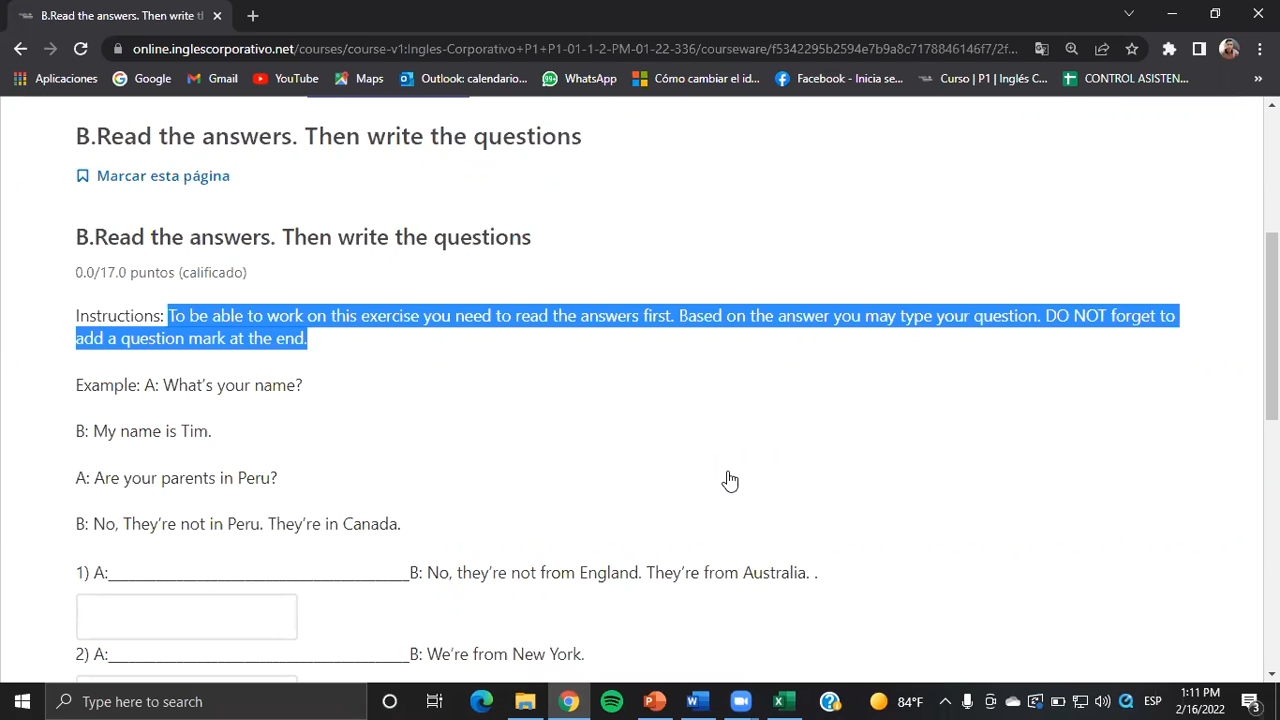 B.Read the answers. Then write t
online.inglescorporativo.net/courses/course-v1:Ingles-Corporativo+P1+P1-01-1-2-PM-01-22-336/courseware/f5342295b2594e7b9a8c7178846146f7/2f...
Aplicaciones Google Gmail YouTube Maps Outlook: calendario... 99+ WhatsApp Cómo cambiar el id... Facebook - Inicia se... Curso | P1 | Inglés C... CONTROL ASISTEN... »
B.Read the answers. Then write the questions
Marcar esta página
B.Read the answers. Then write the questions
0.0/17.0 puntos (calificado)
Instructions: To be able to work on this exercise you need to read the answers first. Based on the answer you may type your question. DO NOT forget to
add a question mark at the end.
Example: A: What's your name?
B: My name is Tim.
A: Are your parents in Peru?
B: No, They're not in Peru. They're in Canada.
1) A:_________________________________B: No, they're not from England. They're from Australia. .
2) A:_________________________________B: We're from New York.
Type here to search 84°F ESP 1:11 PM
2/16/2022 3